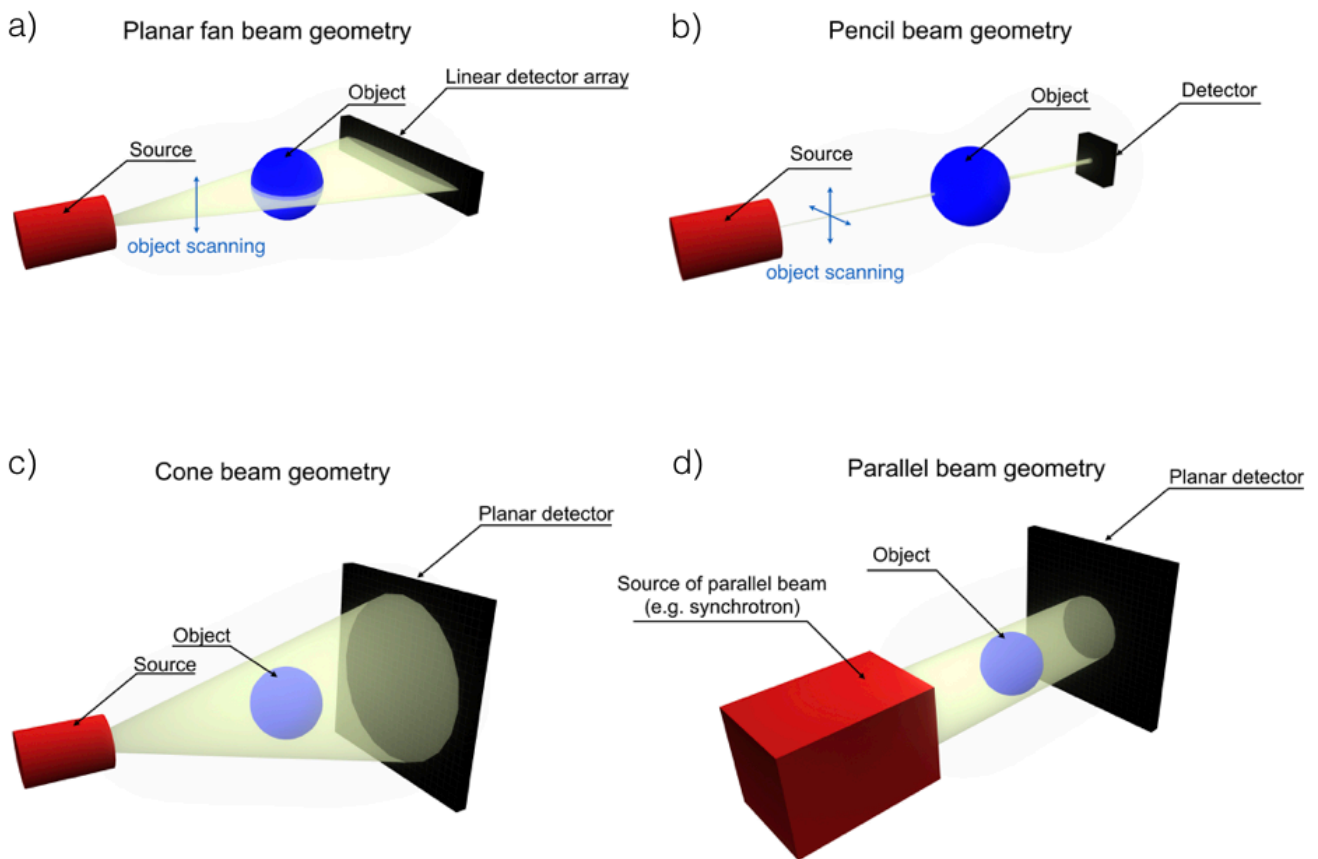 a)
Planar fan beam geometry
Linear detector array
Object
Source
object scanning
b)
Pencil beam geometry
Detector
Object
Source
object scanning
c)
Cone beam geometry
Planar detector
Object
Source
d)
Parallel beam geometry
Planar detector
Object
Source of parallel beam
(e.g. synchrotron)